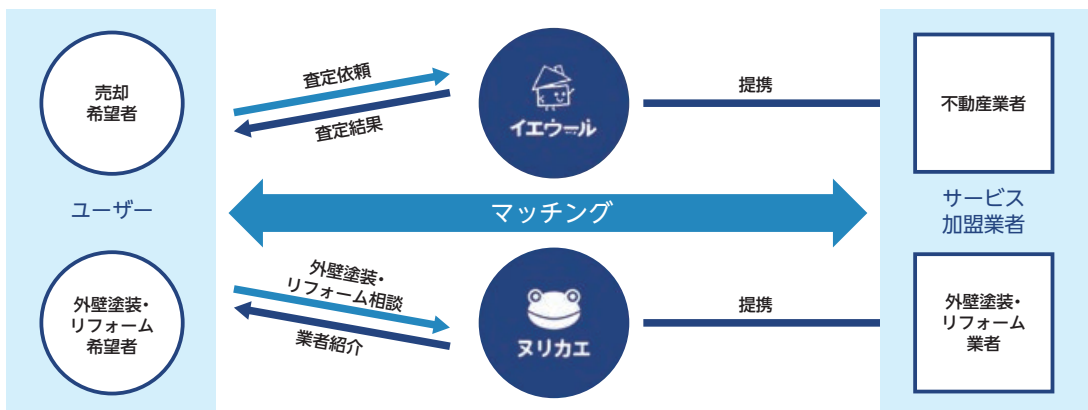 売却
希望者
査定依頼
査定結果
イエウール
提携
不動産業者
ユーザー
マッチング
サービス
加盟業者
外壁塗装・
リフォーム
希望者
外壁塗装・
リフォーム相談
業者紹介
ヌリカエ
提携
外壁塗装・
リフォーム
業者